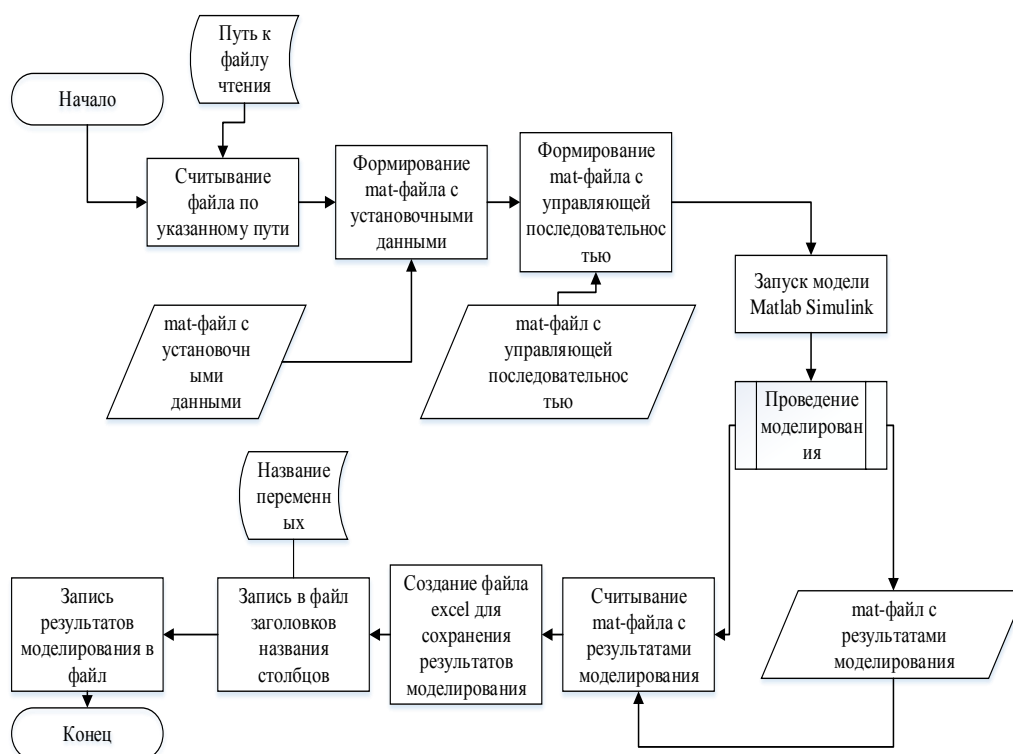 Путь к
файлу
чтения
Начало
Считывание
файла по
указанному пути
Формирование
mat-файла с
установочными
данными
Формирование
mat-файла с
управляющей
последовательнос
тью
Запуск модели
Matlab Simulink
mat-файл с
установочн
ыми
данными
mat-файл с
управляющей
последовательнос
тью
Проведение
моделирован
ия
mat-файл с
результатами
моделирования
Считывание
mat-файла с
результатами
моделирования
Создание файла
excel для
сохранения
результатов
моделирования
Название
переменн
ых
Запись в файл
заголовков
названия
столбцов
Запись
результатов
моделирования в
файл
Конец